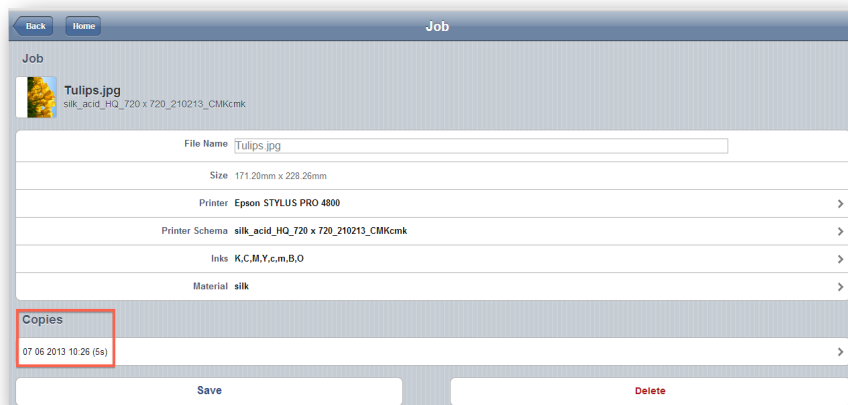 Back Home Job
Job
Tulips.jpg
silk_acid_HQ_720 x 720_210213_CMKcmk
File Name Tulips.jpg
Size 171.20mm x 228.26mm
Printer Epson STYLUS PRO 4800
Printer Schema silk_acid_HQ_720 x 720_210213_CMKcmk
Inks K,C,M,Y,c,m,B,O
Material silk
Copies
07 06 2013 10:26 (5s)
Save Delete